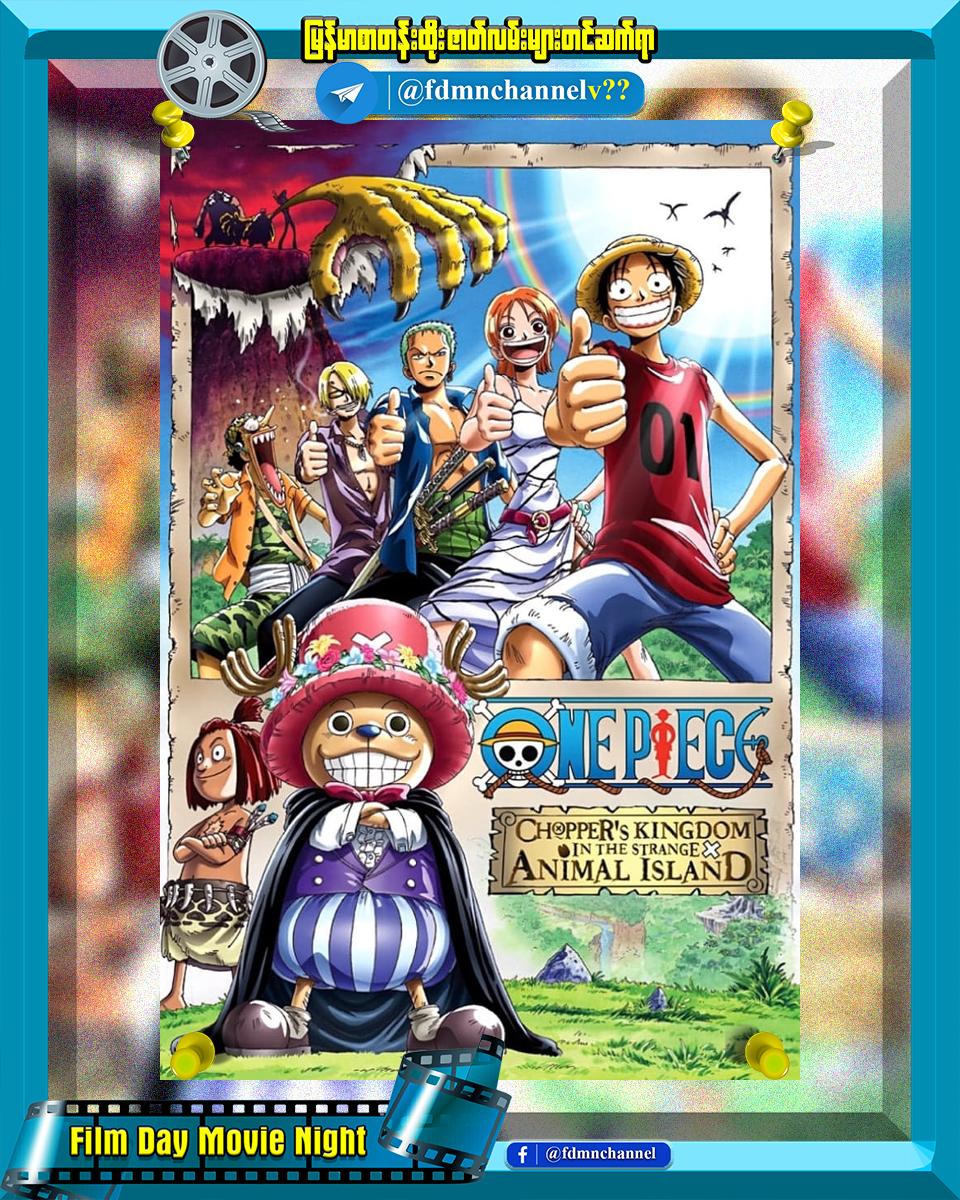 မြန်မာစာတန်းထိုးဇာတ်လမ်းများတင်ဆက်ရာ
@fdmnchannelv??
01
ONE PIECE
CHOPPER'S KINGDOM
IN THE STRANGE
ANIMAL ISLAND
Film Day Movie Night
@fdmnchannel